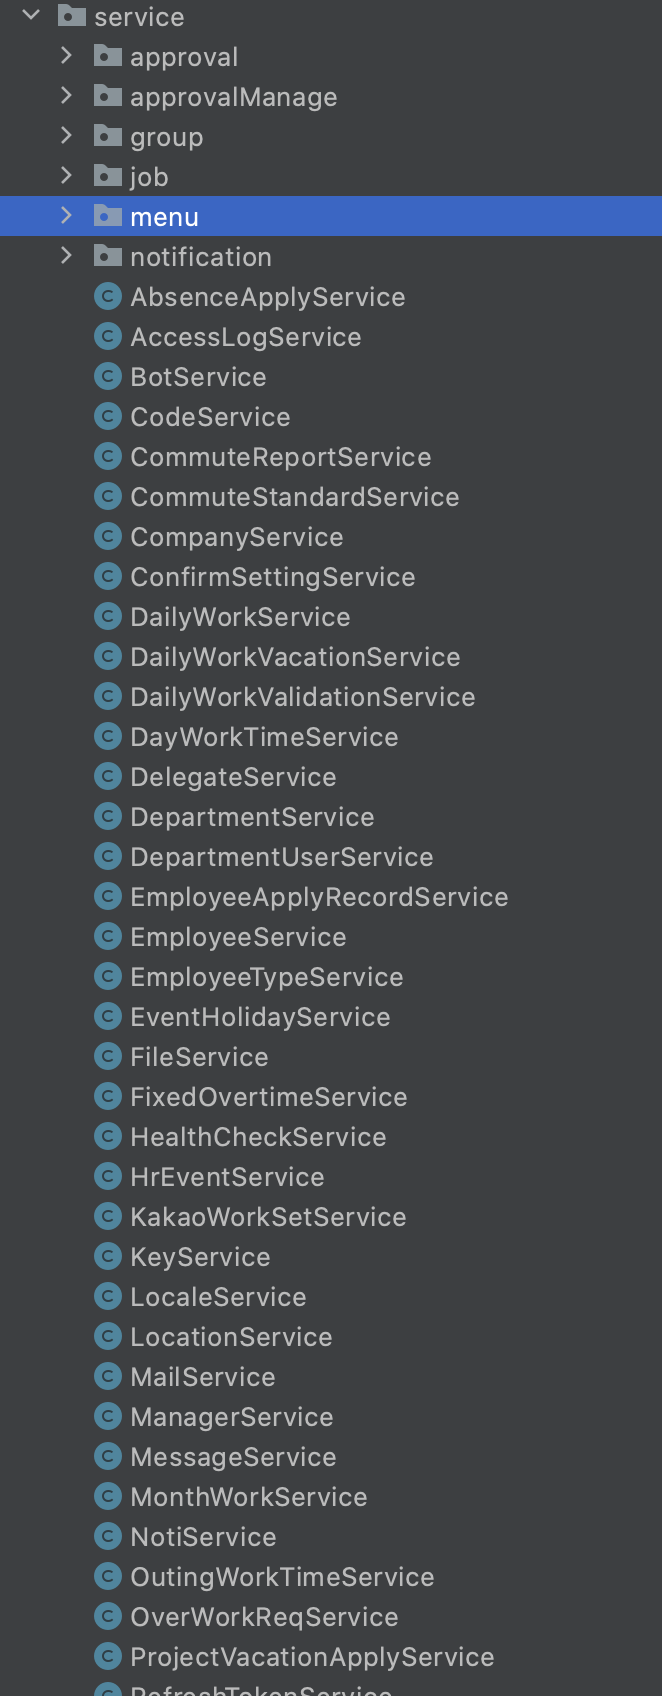 service
approval
approvalManage
group
job
menu
notification
AbsenceApplyService
AccessLogService
BotService
CodeService
CommuteReportService
CommuteStandardService
CompanyService
ConfirmSettingService
DailyWorkService
DailyWorkVacationService
DailyWorkValidationService
DayWorkTimeService
DelegateService
DepartmentService
DepartmentUserService
EmployeeApplyRecordService
EmployeeService
EmployeeTypeService
EventHolidayService
FileService
FixedOvertimeService
HealthCheckService
HrEventService
KakaoWorkSetService
KeyService
LocaleService
LocationService
MailService
ManagerService
MessageService
MonthWorkService
NotiService
OutingWorkTimeService
OverWorkReqService
ProjectVacationApplyService
RefreshTokenService